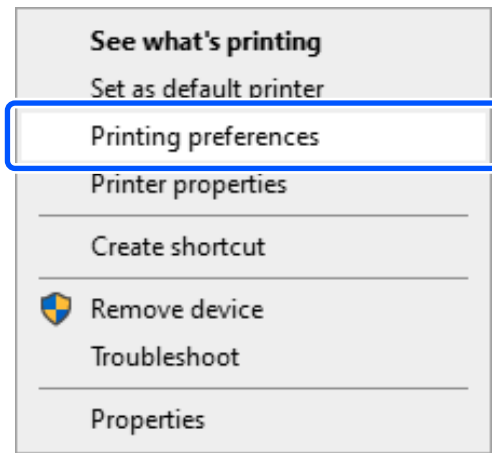 See what's printing
Set as default printer
Printing preferences
Printer properties
Create shortcut
Remove device
Troubleshoot
Properties